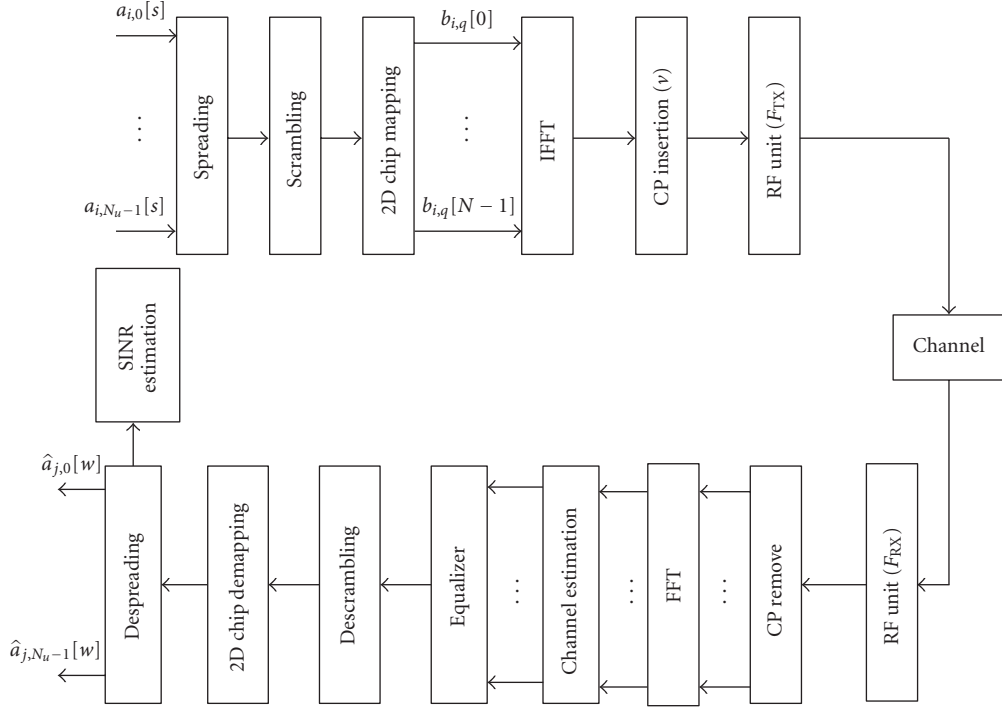 a_{i,0}[s]
⋯
a_{i,N_u−1}[s]
Spreading
Scrambling
2D chip mapping
b_{i,q}[0]
⋯
b_{i,q}[N − 1]
IFFT
CP insertion (ν)
RF unit (F_TX)
Channel
SINR
estimation
â_{j,0}[w]
â_{j,N_u−1}[w]
Despreading
2D chip demapping
Descrambling
Equalizer
⋯
Channel estimation
⋯
FFT
⋯
CP remove
RF unit (F_RX)